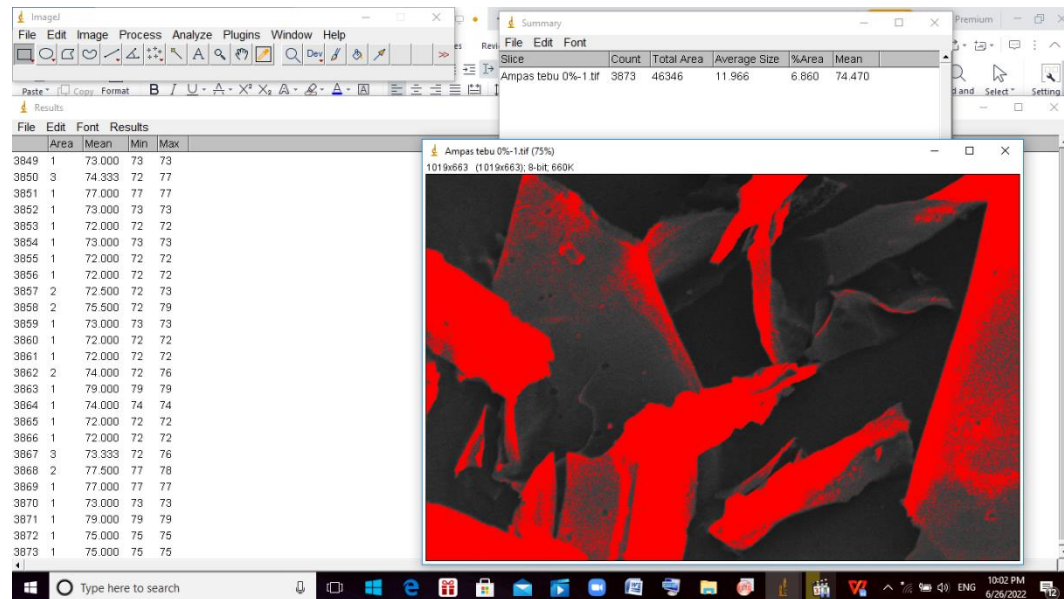 ImageJ
File Edit Image Process Analyze Plugins Window Help
Dev
Paste Copy Format B I U A X² X₂ A A A
Results
File Edit Font Results
Area Mean Min Max
3849 1 73.000 73 73
3850 3 74.333 72 77
3851 1 77.000 77 77
3852 1 73.000 73 73
3853 1 72.000 72 72
3854 1 73.000 73 73
3855 1 72.000 72 72
3856 1 72.000 72 72
3857 2 72.500 72 73
3858 2 75.500 72 79
3859 1 73.000 73 73
3860 1 72.000 72 72
3861 1 72.000 72 72
3862 2 74.000 72 76
3863 1 79.000 79 79
3864 1 74.000 74 74
3865 1 72.000 72 72
3866 1 72.000 72 72
3867 3 73.333 72 76
3868 2 77.500 77 78
3869 1 77.000 77 77
3870 1 73.000 73 73
3871 1 79.000 79 79
3872 1 75.000 75 75
3873 1 75.000 75 75
Summary
File Edit Font
Slice Count Total Area Average Size %Area Mean
Ampas tebu 0%-1.tif 3873 46346 11.966 6.860 74.470
Premium
Select
Setting
Ampas tebu 0%-1.tif (75%)
1019x663 (1019x663); 8-bit; 660K
Type here to search
ENG
10:02 PM
6/26/2022